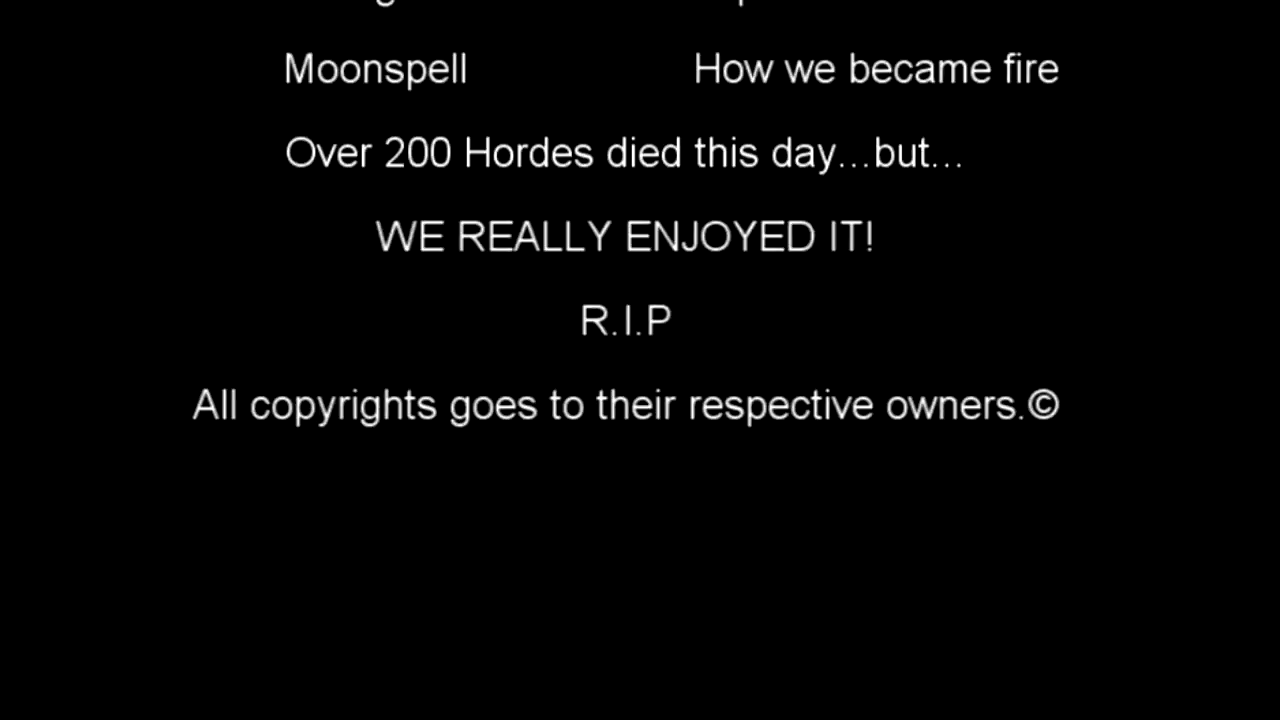 Moonspell How we became fire
Over 200 Hordes died this day...but...
WE REALLY ENJOYED IT!
R.I.P
All copyrights goes to their respective owners.©